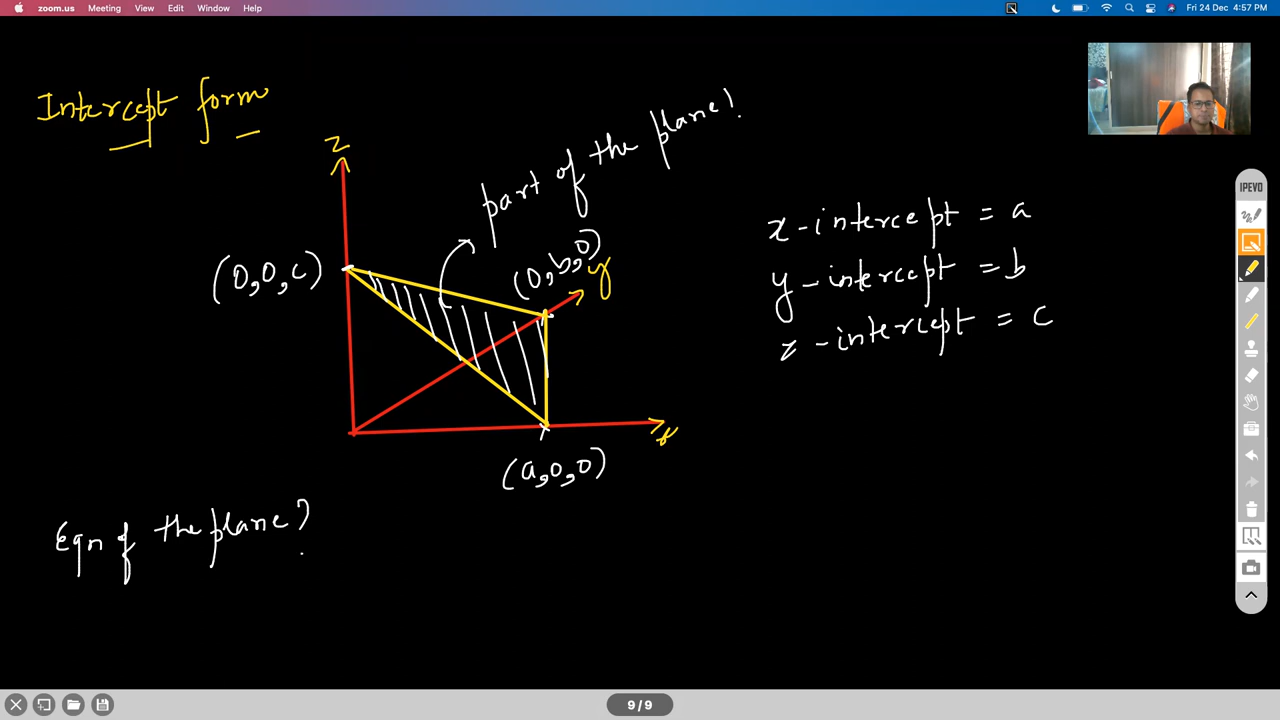 zoom.us Meeting View Edit Window Help Fri 24 Dec 4:57 PM
Intercept form
part of the plane!
z
IPEVO
x-intercept = a
(0,0,c)
(0,b,0)
y
y-intercept = b
z-intercept = c
x
(a,0,0)
Eqn of the plane?
9/9